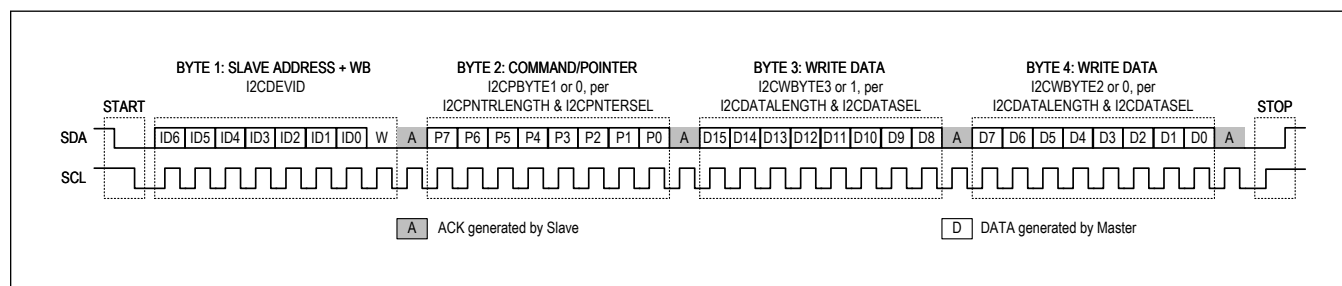 BYTE 1: SLAVE ADDRESS + WB
I2CDEVID
BYTE 2: COMMAND/POINTER
I2CPBYTE1 or 0, per
I2CPNTRLENGTH & I2CPNTERSEL
BYTE 3: WRITE DATA
I2CWBYTE3 or 1, per
I2CDATALENGTH & I2CDATASEL
BYTE 4: WRITE DATA
I2CWBYTE2 or 0, per
I2CDATALENGTH & I2CDATASEL
START
STOP
SDA ID6 ID5 ID4 ID3 ID2 ID1 ID0 W A P7 P6 P5 P4 P3 P2 P1 P0 A D15 D14 D13 D12 D11 D10 D9 D8 A D7 D6 D5 D4 D3 D2 D1 D0 A
SCL
A ACK generated by Slave
D DATA generated by Master